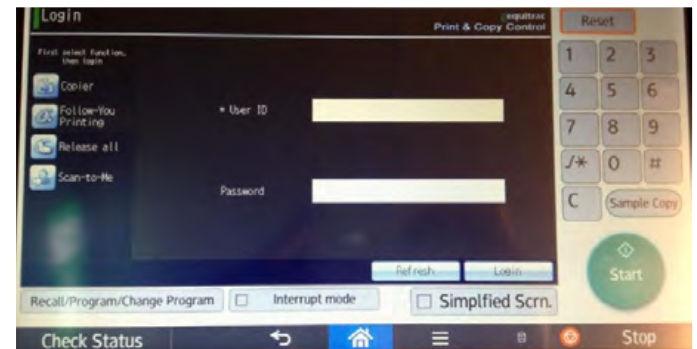 Login
equitrac
Print & Copy Control
First select function,
then login
Copier
Follow-You
Printing
Release all
Scan-to-Me
* User ID
Password
Refresh
Login
Reset
1 2 3
4 5 6
7 8 9
./* 0 #
C Sample Copy
Start
Recall/Program/Change Program
Interrupt mode
Simplfied Scrn.
Check Status
Stop